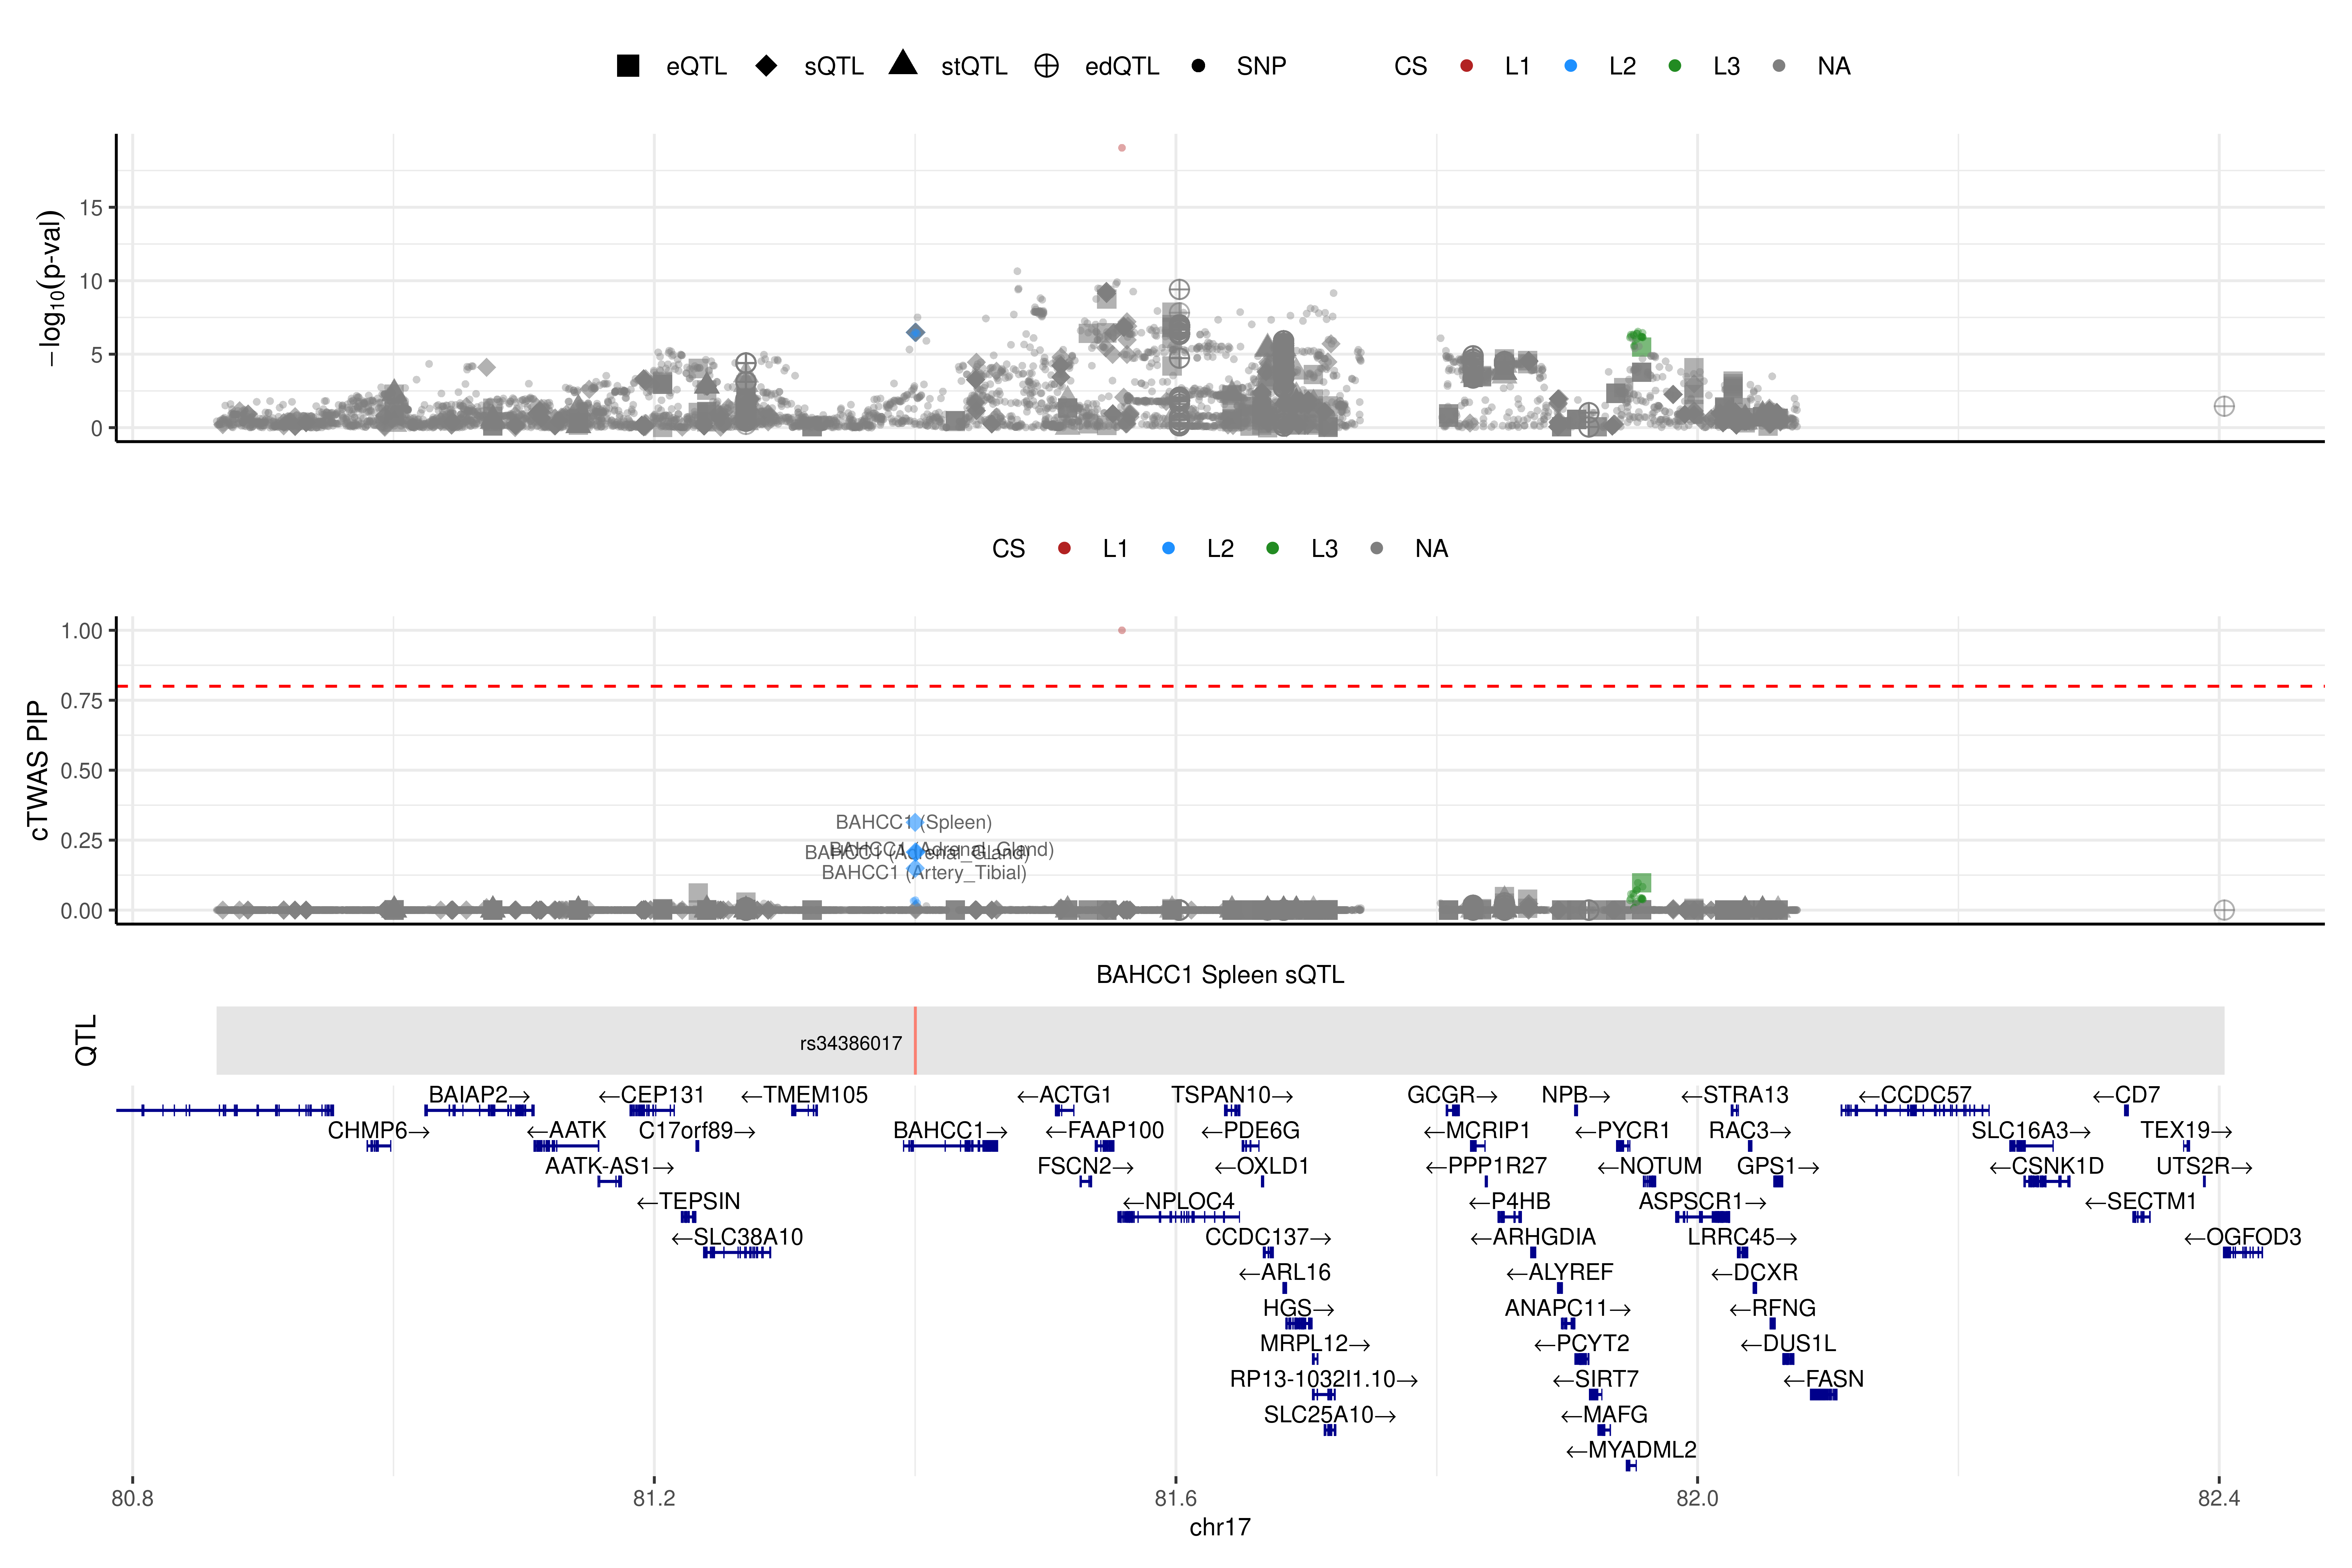 eQTL sQTL stQTL edQTL SNP CS L1 L2 L3 NA
−log10(p-val)
15
10
5
0
CS L1 L2 L3 NA
cTWAS PIP
1.00
0.75
0.50
0.25
0.00
BAHCC1 (Spleen)
BAHCC1 (Adrenal_Gland)
BAHCC1 (Adrenal_Gland)
BAHCC1 (Artery_Tibial)
BAHCC1 Spleen sQTL
QTL
rs34386017
BAIAP2→ ←CEP131 ←TMEM105 ←ACTG1 TSPAN10→ GCGR→ NPB→ ←STRA13 ←CCDC57 ←CD7
CHMP6→ ←AATK C17orf89→ BAHCC1→ ←FAAP100 ←PDE6G ←MCRIP1 ←PYCR1 RAC3→ SLC16A3→ TEX19→
AATK-AS1→ FSCN2→ ←OXLD1 ←PPP1R27 ←NOTUM GPS1→ ←CSNK1D UTS2R→
←TEPSIN ←NPLOC4 ←P4HB ASPSCR1→ ←SECTM1
←SLC38A10 CCDC137→ ←ARHGDIA LRRC45→ ←OGFOD3
←ARL16 ←ALYREF ←DCXR
HGS→ ANAPC11→ ←RFNG
MRPL12→ ←PCYT2 ←DUS1L
RP13-1032I1.10→ ←SIRT7 ←FASN
SLC25A10→ ←MAFG
←MYADML2
80.8 81.2 81.6 82.0 82.4
chr17